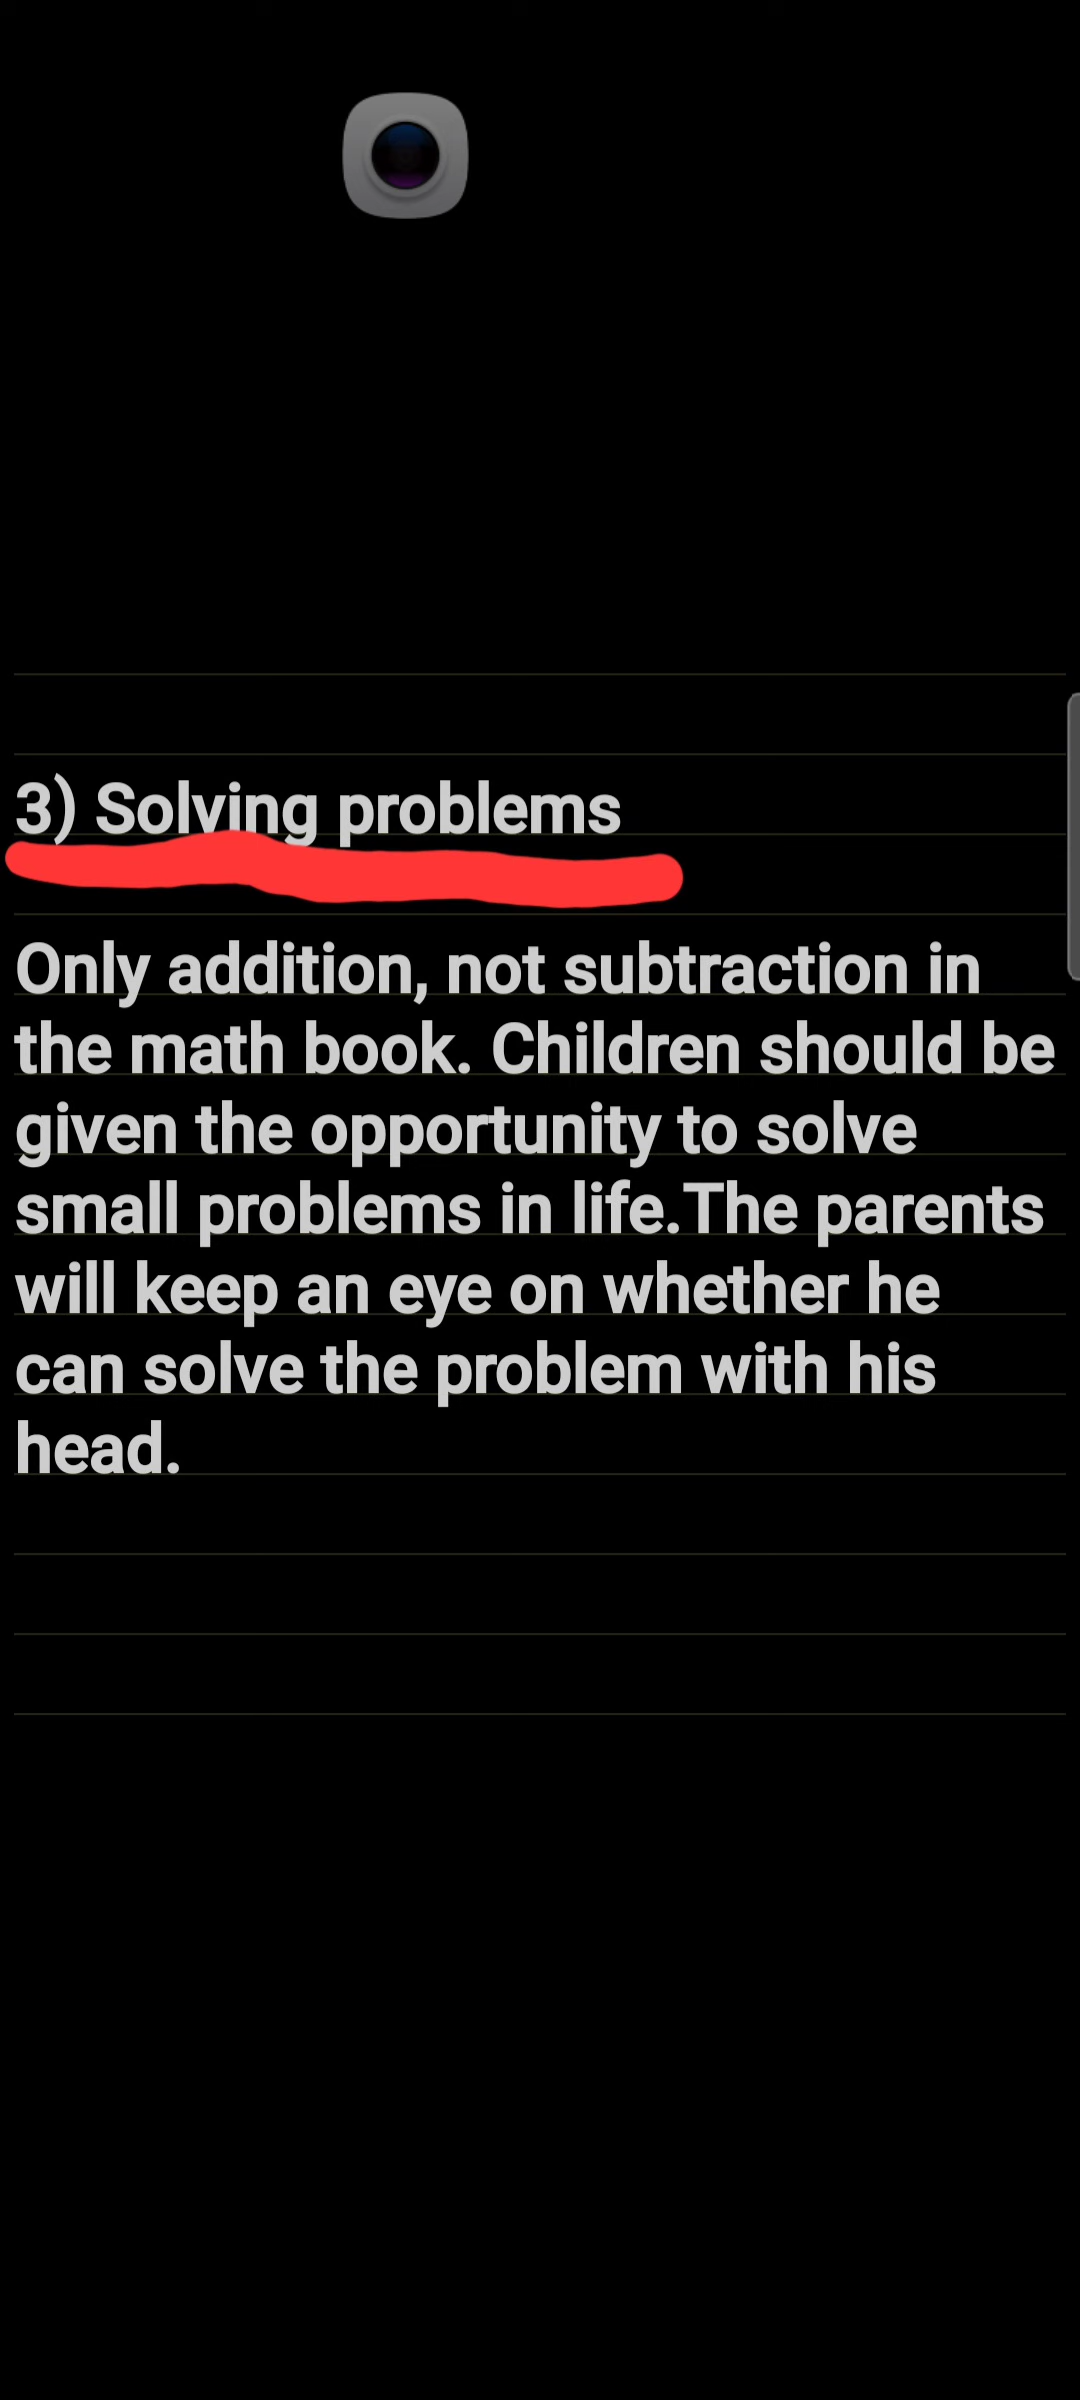 3) Solving problems
Only addition, not subtraction in
the math book. Children should be
given the opportunity to solve
small problems in life.The parents
will keep an eye on whether he
can solve the problem with his
head.